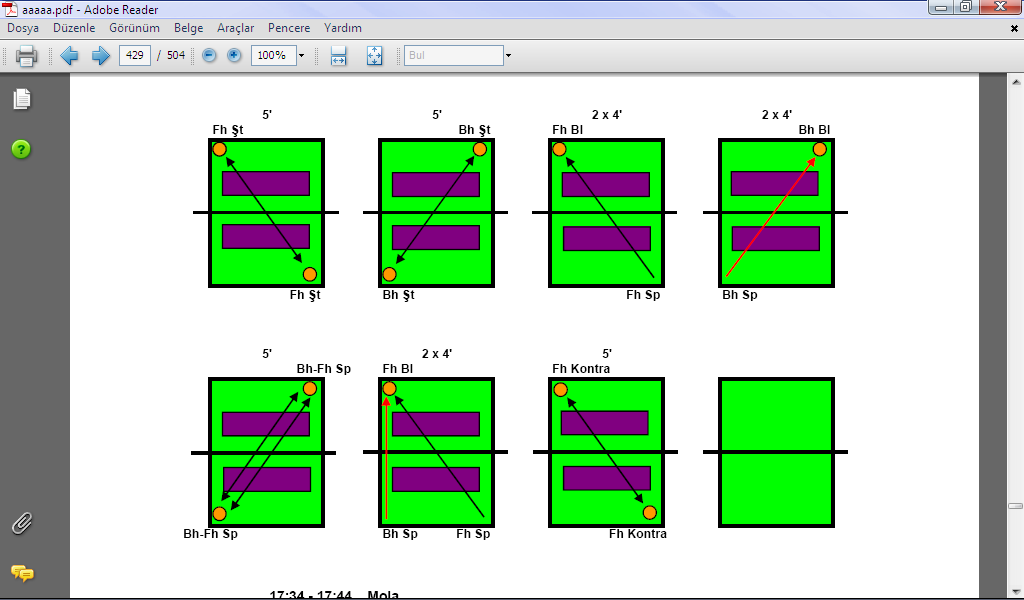 aaaaa.pdf - Adobe Reader
Dosya Düzenle Görünüm Belge Araçlar Pencere Yardım
429 / 504 100% Bul
5' 5' 2 x 4' 2 x 4'
Fh Şt Bh Şt Fh Bl Bh Bl
Fh Şt Bh Şt Fh Sp Bh Sp
5' 2 x 4' 5'
Bh-Fh Sp Fh Bl Fh Kontra
Bh-Fh Sp Bh Sp Fh Sp Fh Kontra
17:34 - 17:44 Mola